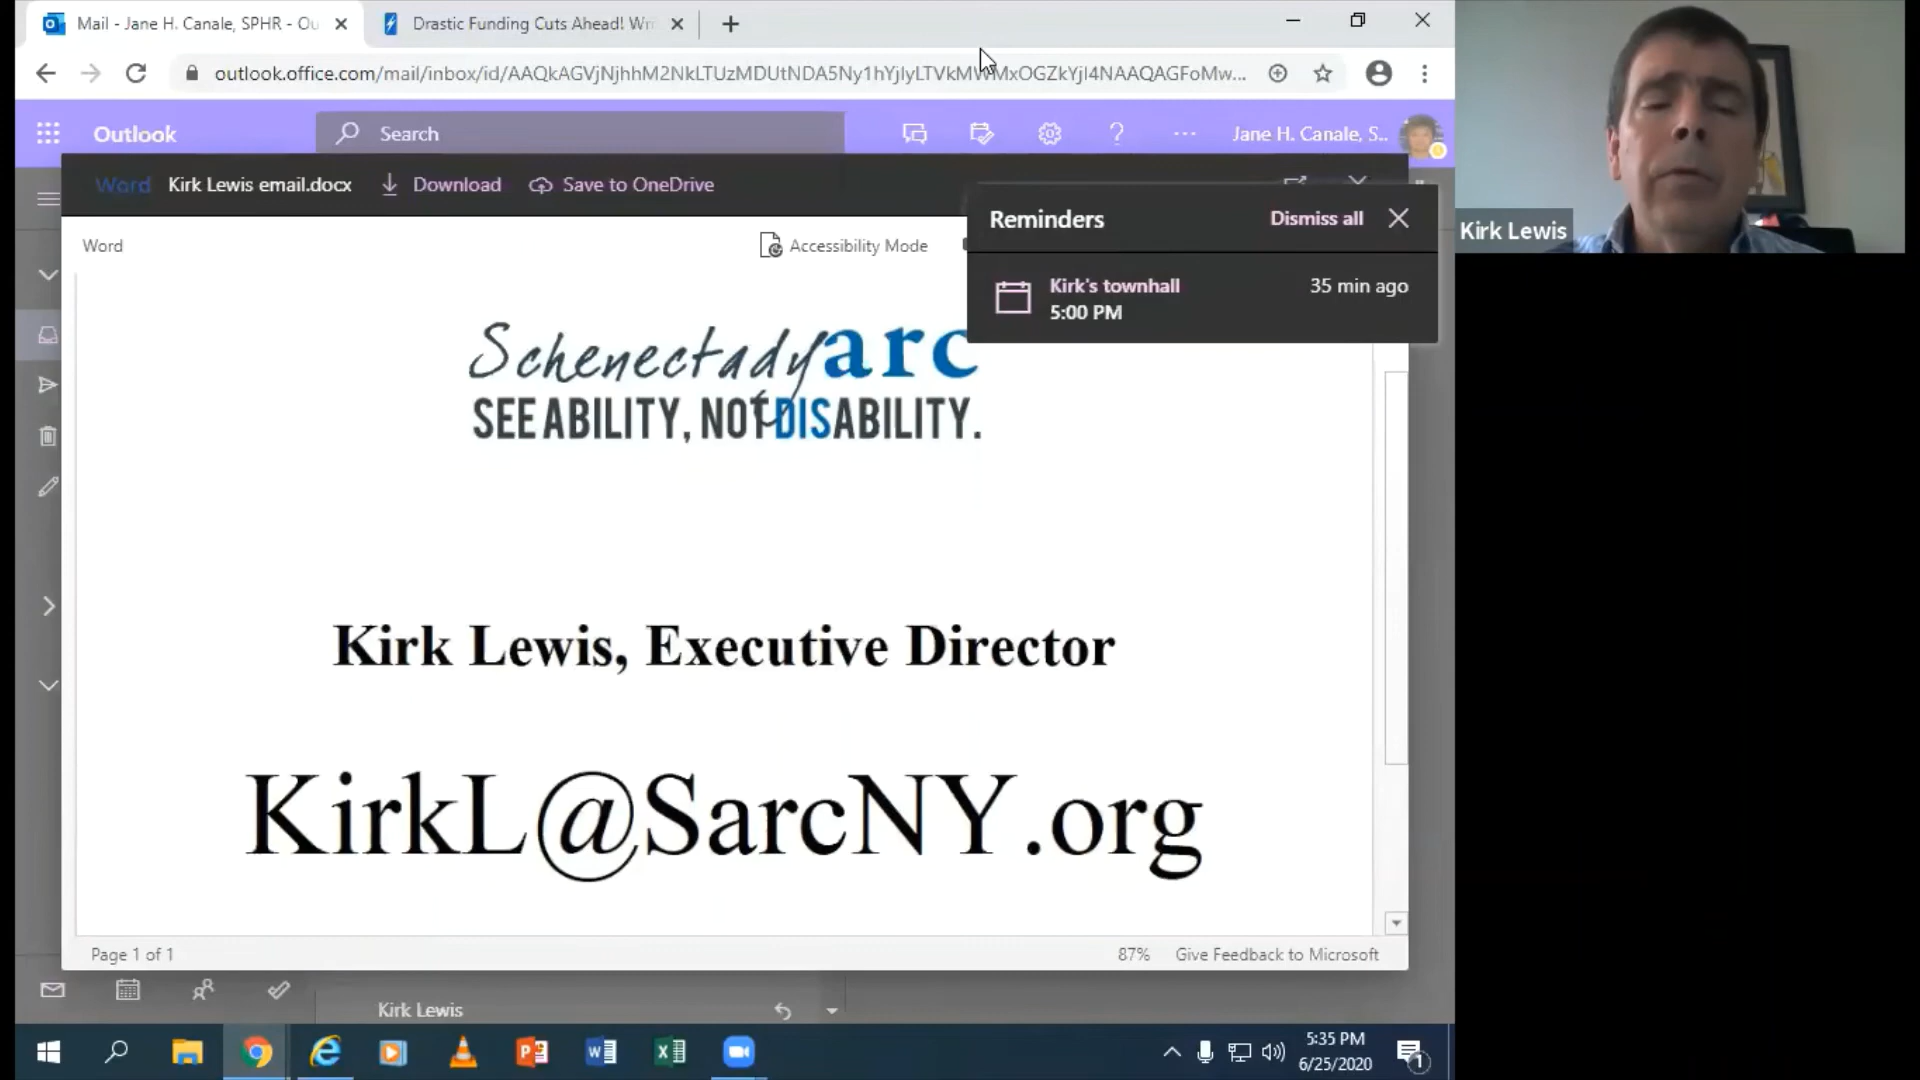 Mail - Jane H. Canale, SPHR - Ou
Drastic Funding Cuts Ahead! Wri
outlook.office.com/mail/inbox/id/AAQkAGVjNjhhM2NkLTUzMDUtNDA5Ny1hYjIyLTVkMWMxOGZkYjI4NAAQAGFoMw...
Outlook
Search
Jane H. Canale, S..
Word
Kirk Lewis email.docx
Download
Save to OneDrive
Reminders
Dismiss all
Kirk's townhall
35 min ago
5:00 PM
Kirk Lewis
Word
Accessibility Mode
Schenectady arc
SEE ABILITY, NOT DISABILITY.
Kirk Lewis, Executive Director
KirkL@SarcNY.org
Page 1 of 1
87%
Give Feedback to Microsoft
Kirk Lewis
5:35 PM
6/25/2020
1